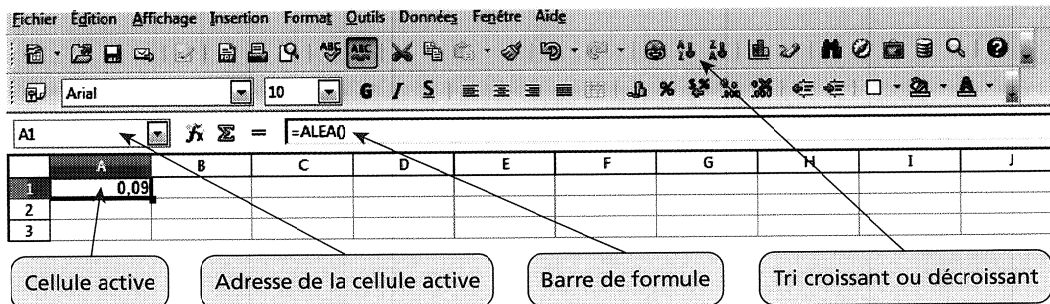 Fichier Édition Affichage Insertion Format Outils Données Fenêtre Aide
Arial 10 G I S
A1 =ALEA()
A B C D E F G H I J
1 0,09
2
3
Cellule active Adresse de la cellule active Barre de formule Tri croissant ou décroissant